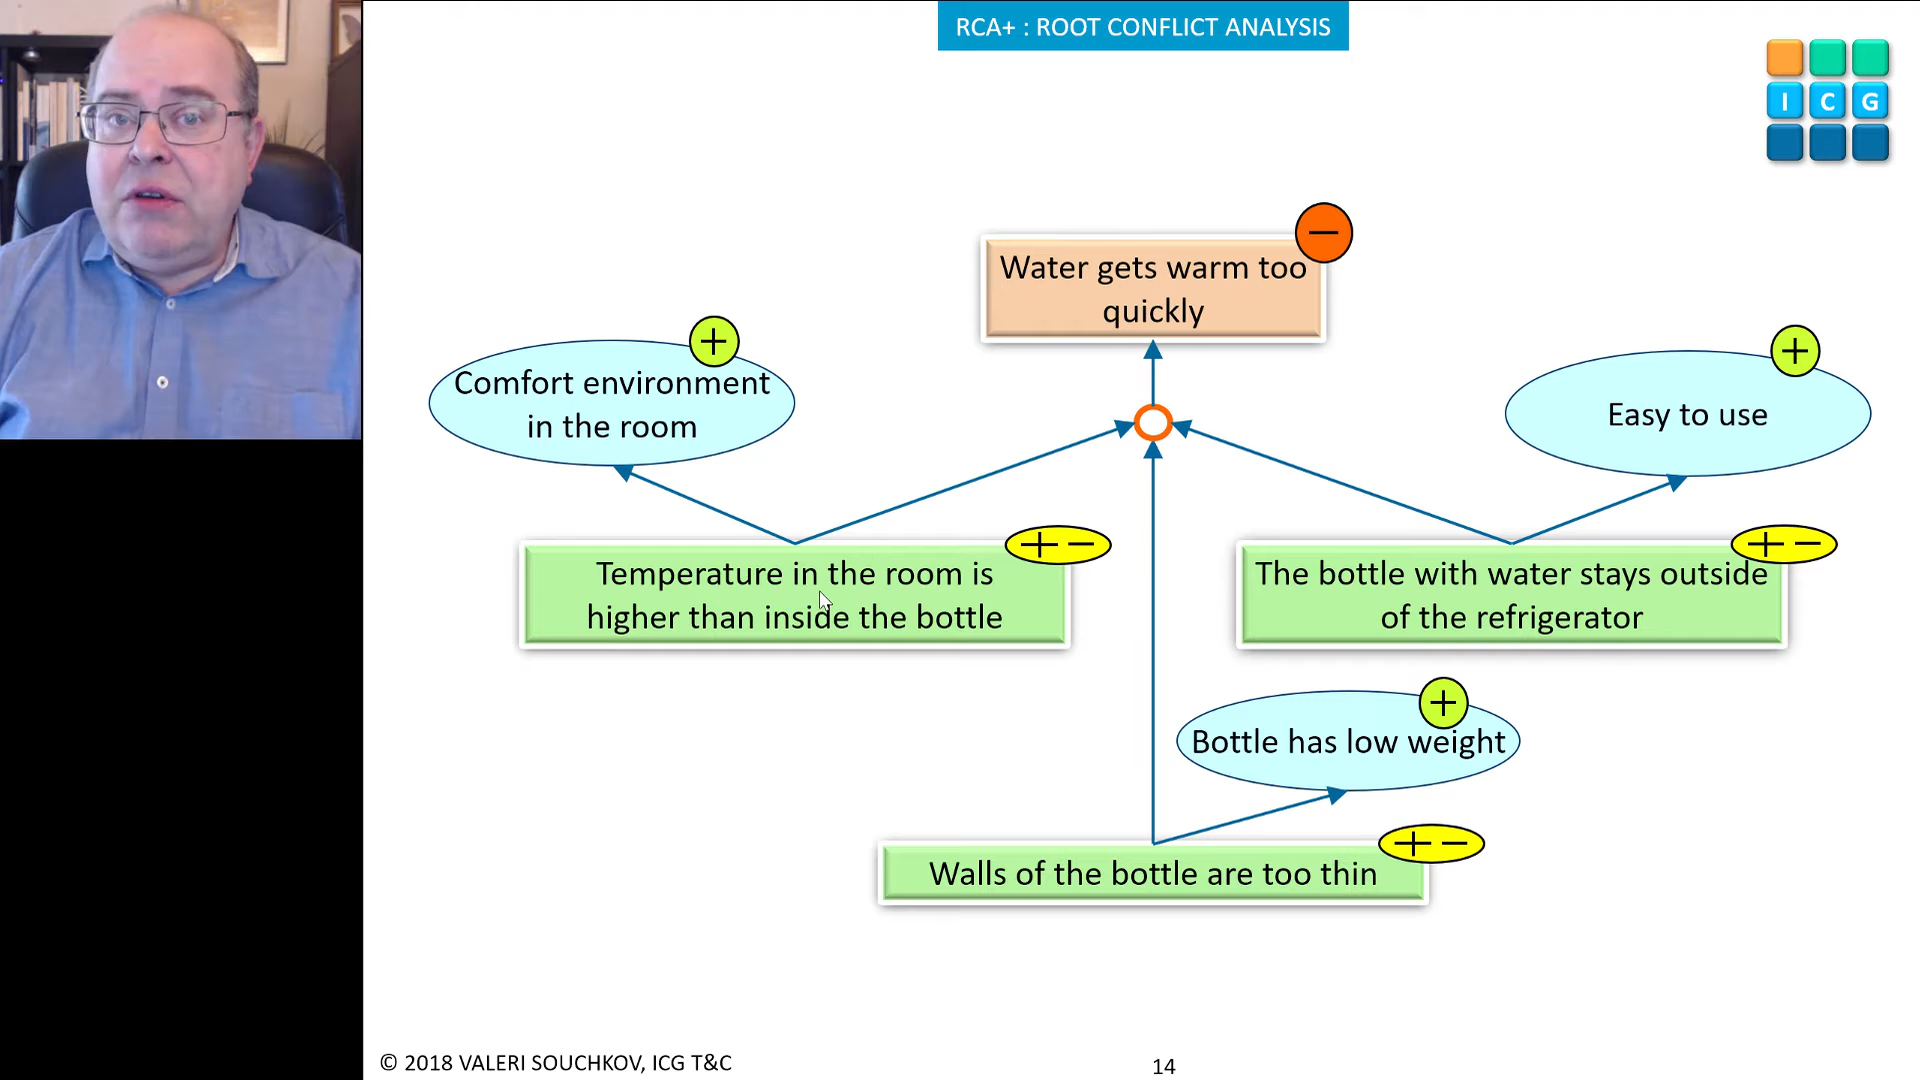 RCA+ : ROOT CONFLICT ANALYSIS
I C G
−
Water gets warm too
quickly
+
Comfort environment
in the room
+
Easy to use
+ −
Temperature in the room is
higher than inside the bottle
+ −
The bottle with water stays outside
of the refrigerator
+
Bottle has low weight
+ −
Walls of the bottle are too thin
© 2018 VALERI SOUCHKOV, ICG T&C
14